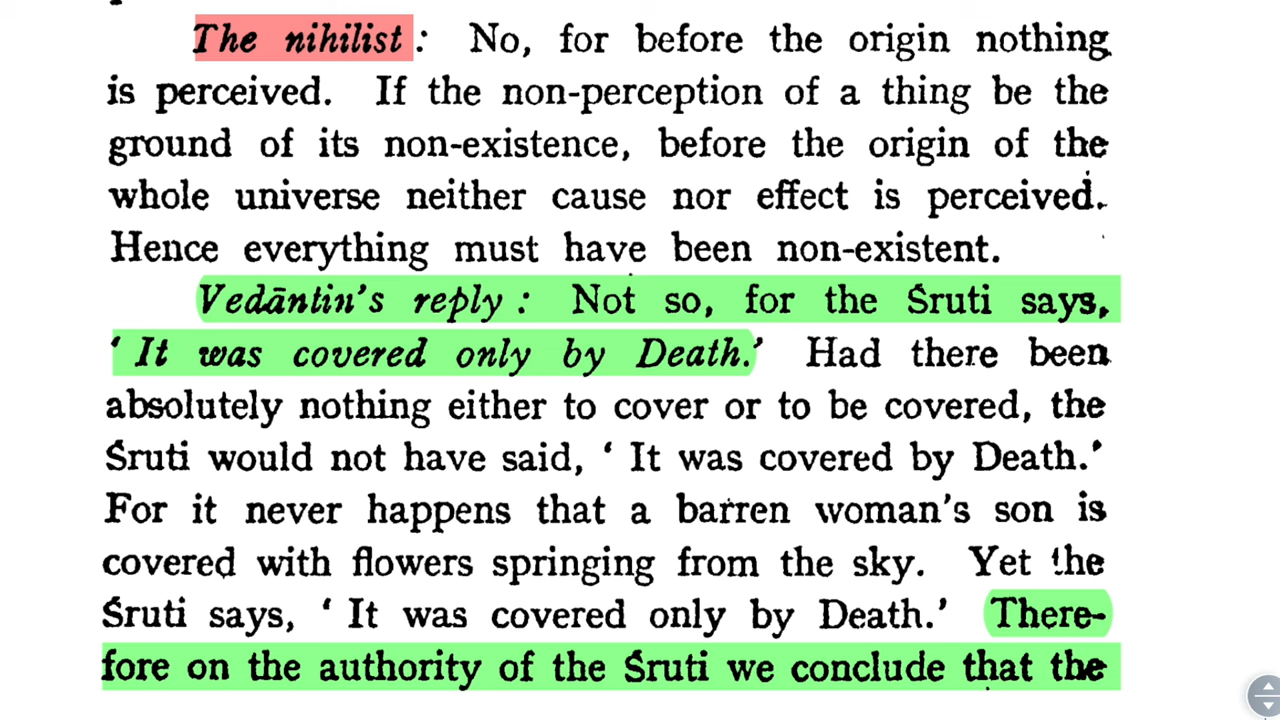 The nihilist : No, for before the origin nothing
is perceived. If the non-perception of a thing be the
ground of its non-existence, before the origin of the
whole universe neither cause nor effect is perceived.
Hence everything must have been non-existent.
Vedāntin's reply : Not so, for the Śruti says,
‘ It was covered only by Death.’ Had there been
absolutely nothing either to cover or to be covered, the
Śruti would not have said, ‘ It was covered by Death.’
For it never happens that a barren woman's son is
covered with flowers springing from the sky. Yet the
Śruti says, ‘ It was covered only by Death.’ There-
fore on the authority of the Śruti we conclude that the